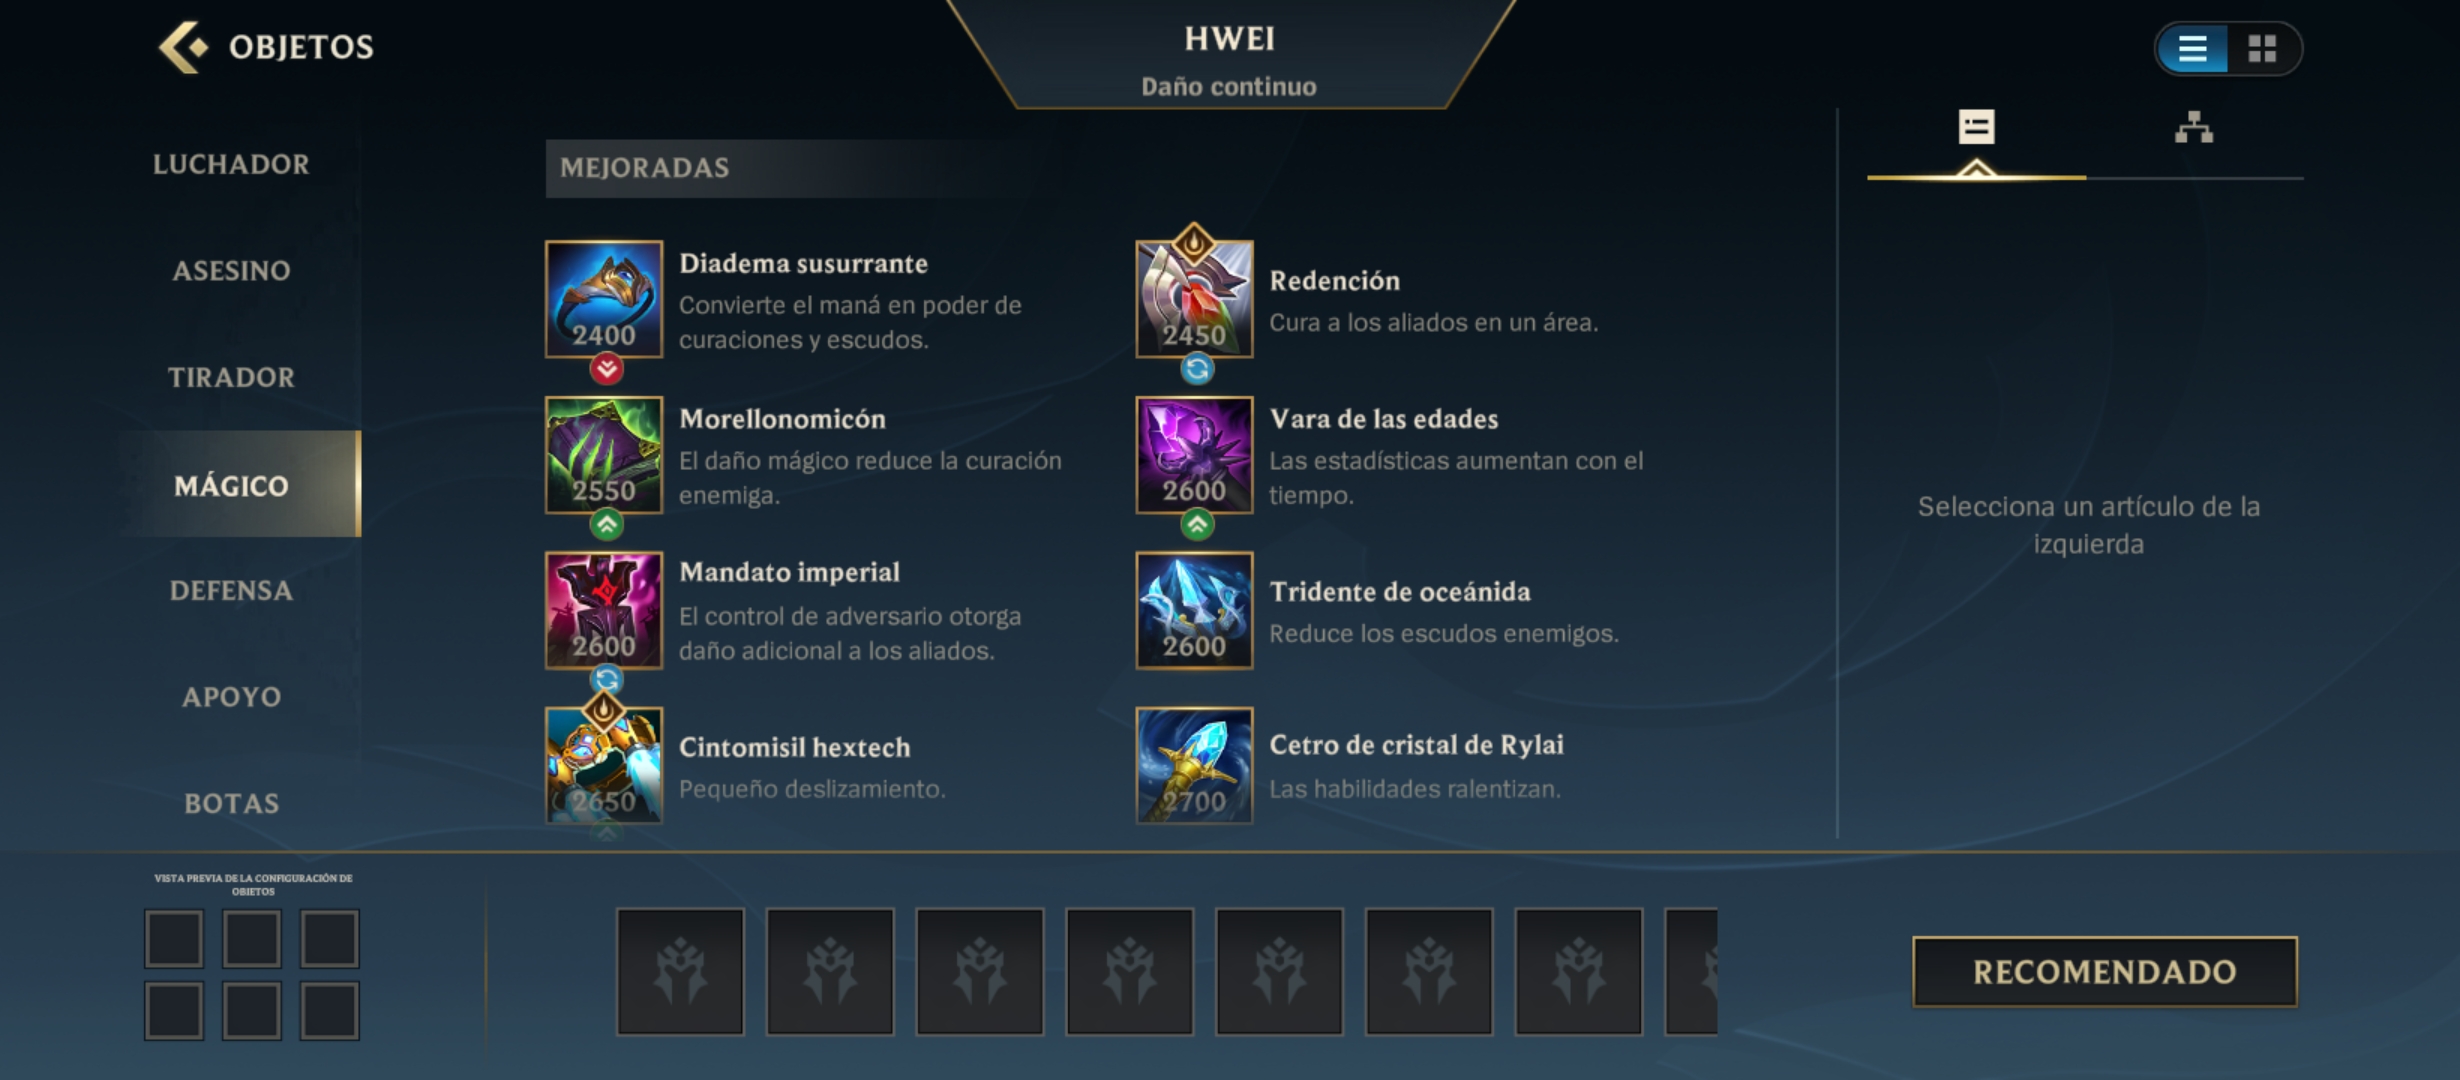 OBJETOS
HWEI
Daño continuo
LUCHADOR
ASESINO
TIRADOR
MÁGICO
DEFENSA
APOYO
BOTAS
MEJORADAS
Diadema susurrante
Convierte el maná en poder de
curaciones y escudos.
2400
Redención
Cura a los aliados en un área.
2450
Morellonomicón
El daño mágico reduce la curación
enemiga.
2550
Vara de las edades
Las estadísticas aumentan con el
tiempo.
2600
Mandato imperial
El control de adversario otorga
daño adicional a los aliados.
2600
Tridente de oceánida
Reduce los escudos enemigos.
2600
Cintomisil hextech
Pequeño deslizamiento.
2650
Cetro de cristal de Rylai
Las habilidades ralentizan.
2700
Selecciona un artículo de la
izquierda
VISTA PREVIA DE LA CONFIGURACIÓN DE
OBJETOS
RECOMENDADO